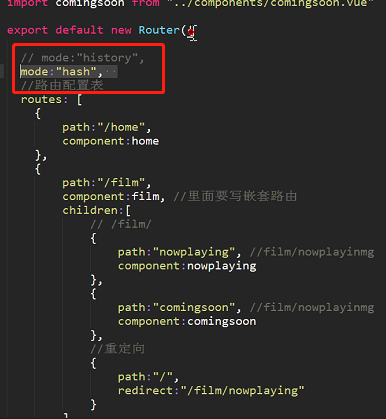 import comingsoon from "../components/comingsoon.vue"
export default new Router({
// mode:"history",
mode:"hash",
//路由配置表
routes: [
{
path:"/home",
component:home
},
{
path:"/film",
component:film, //里面要写嵌套路由
children:[
// /film/
{
path:"nowplaying", //film/nowplayinmg
component:nowplaying
},
{
path:"comingsoon", //film/nowplayinmg
component:comingsoon
},
//重定向
{
path:"/",
redirect:"/film/nowplaying"
}